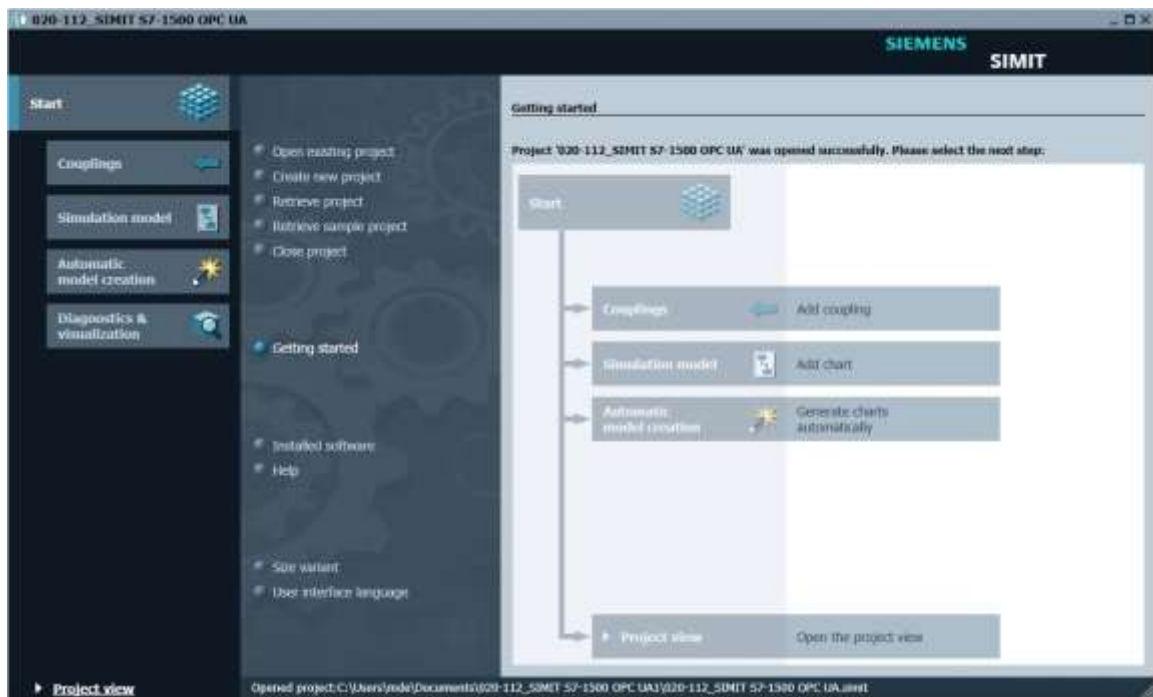 020-112_SIMIT S7-1500 OPC UA
SIEMENS
SIMIT
Start
Couplings
Simulation model
Automatic
model creation
Diagnostics &
visualization
Project view
Open existing project
Create new project
Retrieve project
Retrieve sample project
Close project
Getting started
Installed software
Help
Size variant
User interface language
Getting started
Project '020-112_SIMIT S7-1500 OPC UA' was opened successfully. Please select the next step:
Start
Couplings
Add coupling
Simulation model
Add chart
Automatic
model creation
Generate charts
automatically
Project view
Open the project view
Opened project:C:\Users\mde\Documents\020-112_SIMIT S7-1500 OPC UA1\020-112_SIMIT S7-1500 OPC UA.simit